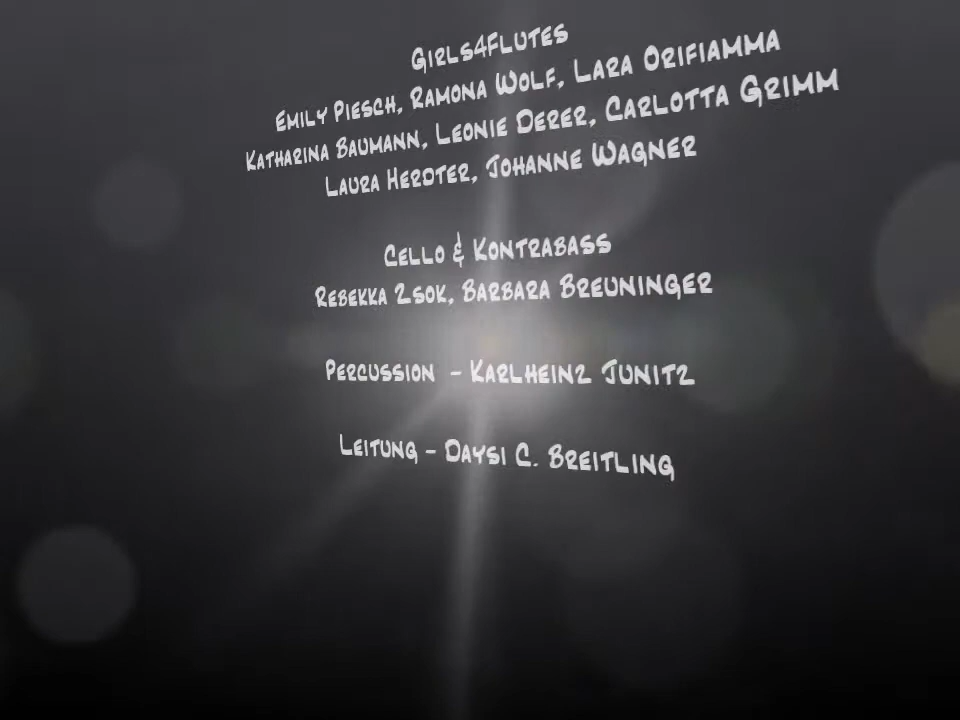 Girls4Flutes
Emily Piesch, Ramona Wolf, Lara Orifiamma
Katharina Baumann, Leonie Derer, Carlotta Grimm
Laura Herdter, Johanne Wagner
Cello & Kontrabass
Rebekka Zsok, Barbara Breuninger
Percussion - Karlheinz Junitz
Leitung - Daysi C. Breitling